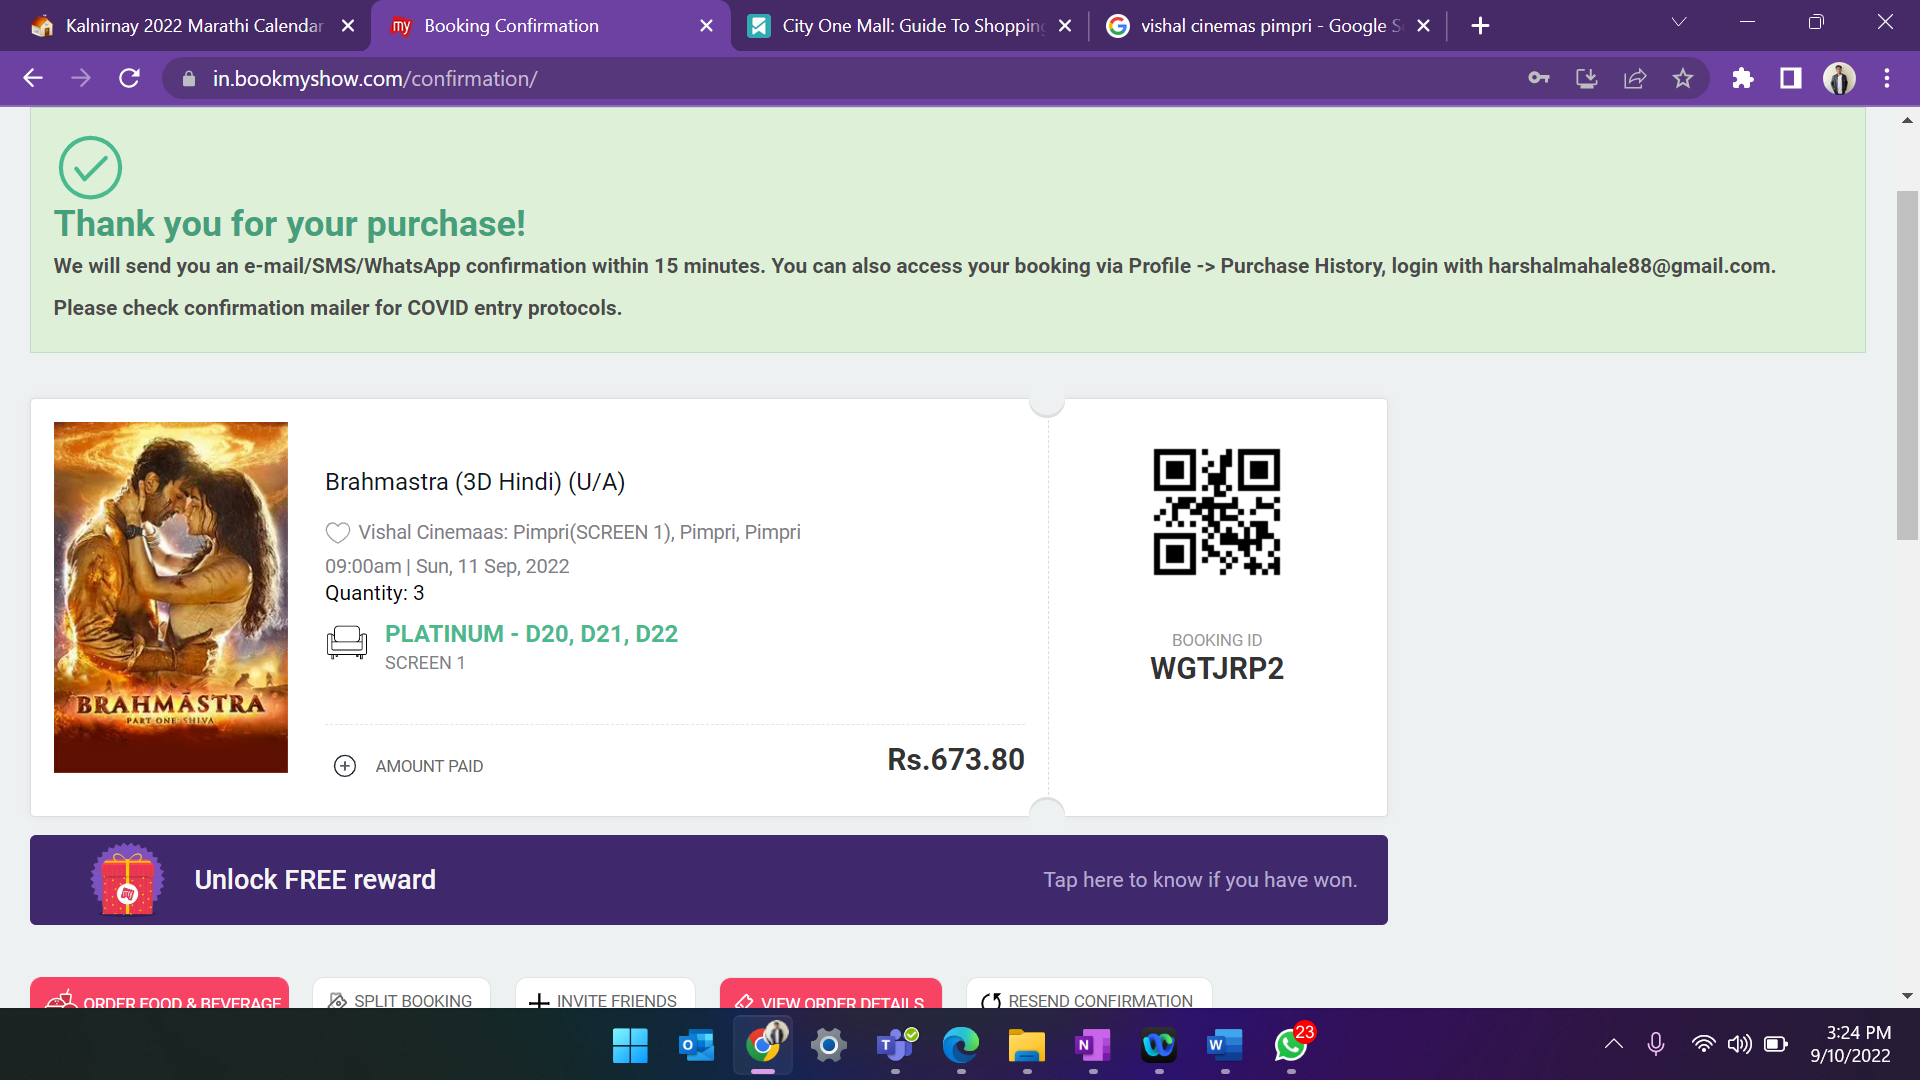 Kalnirnay 2022 Marathi Calendar
my Booking Confirmation
City One Mall: Guide To Shopping
vishal cinemas pimpri - Google S
in.bookmyshow.com/confirmation/
Thank you for your purchase!
We will send you an e-mail/SMS/WhatsApp confirmation within 15 minutes. You can also access your booking via Profile -> Purchase History, login with harshalmahale88@gmail.com.
Please check confirmation mailer for COVID entry protocols.
BRAHMĀSTRA
PART ONE: SHIVA
Brahmastra (3D Hindi) (U/A)
Vishal Cinemaas: Pimpri(SCREEN 1), Pimpri, Pimpri
09:00am | Sun, 11 Sep, 2022
Quantity: 3
PLATINUM - D20, D21, D22
SCREEN 1
AMOUNT PAID
Rs.673.80
BOOKING ID
WGTJRP2
my
Unlock FREE reward
Tap here to know if you have won.
ORDER FOOD & BEVERAGE
SPLIT BOOKING
INVITE FRIENDS
VIEW ORDER DETAILS
RESEND CONFIRMATION
23
3:24 PM
9/10/2022